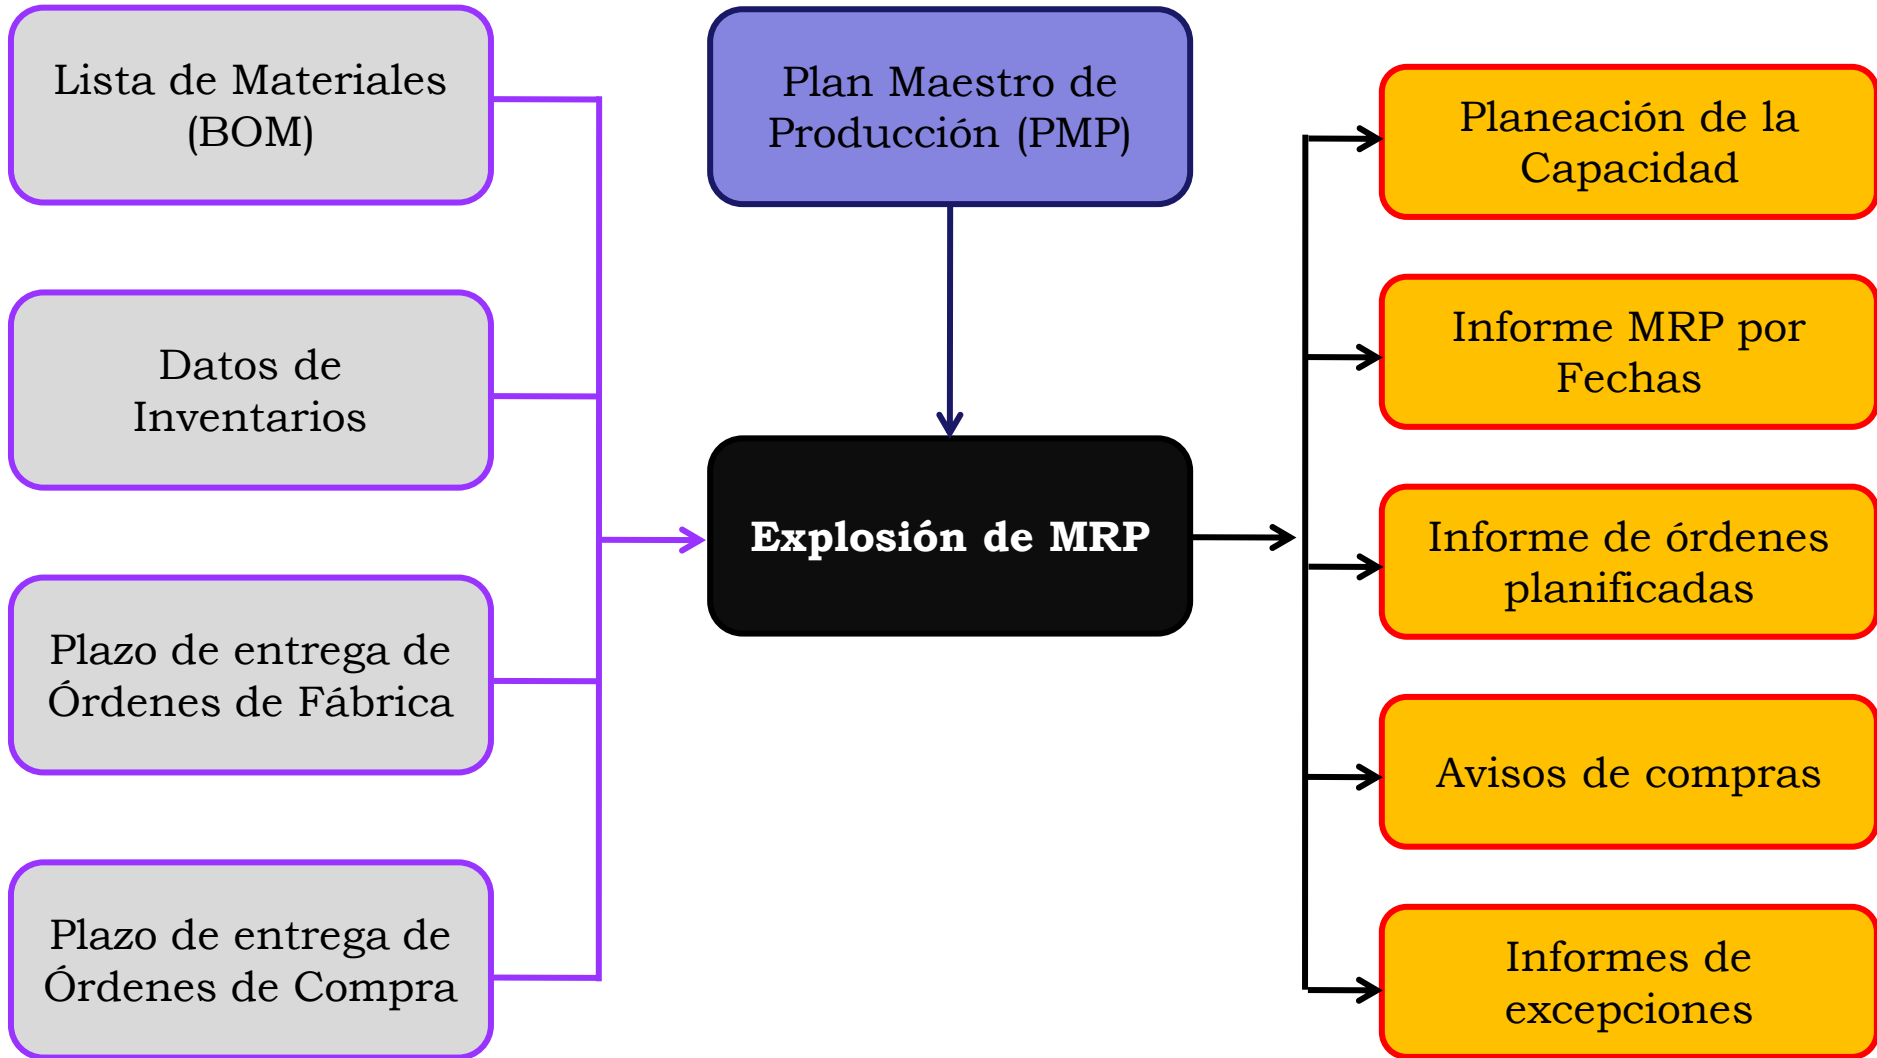 Lista de Materiales
(BOM)
Datos de
Inventarios
Plazo de entrega de
Órdenes de Fábrica
Plazo de entrega de
Órdenes de Compra
Plan Maestro de
Producción (PMP)
Explosión de MRP
Planeación de la
Capacidad
Informe MRP por
Fechas
Informe de órdenes
planificadas
Avisos de compras
Informes de
excepciones